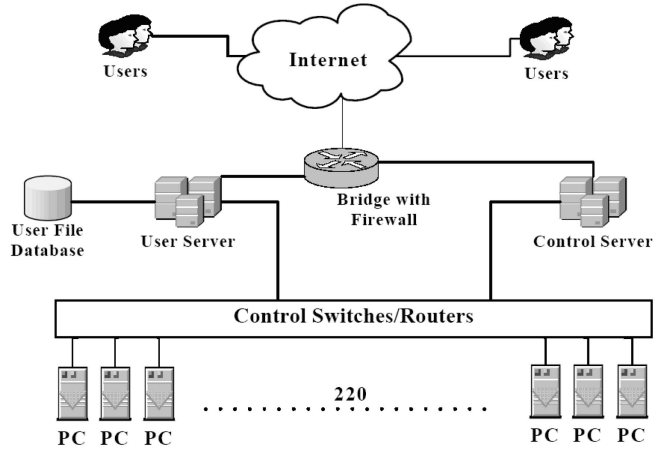 Internet
Users
Users
Bridge with
Firewall
User File
Database
User Server
Control Server
Control Switches/Routers
220
PC PC PC
PC PC PC